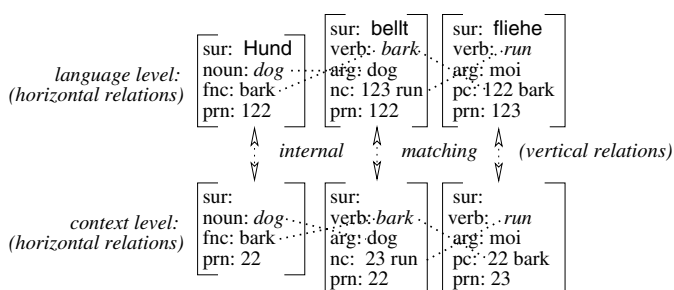 sur: Hund
noun: dog
fnc: bark
prn: 122
sur: bellt
verb: bark
arg: dog
nc: 123 run
prn: 122
sur: fliehe
verb: run
arg: moi
pc: 122 bark
prn: 123
language level:
(horizontal relations)
internal matching (vertical relations)
sur:
noun: dog
fnc: bark
prn: 22
sur:
verb: bark
arg: dog
nc: 23 run
prn: 22
sur:
verb: run
arg: moi
pc: 22 bark
prn: 23
context level:
(horizontal relations)